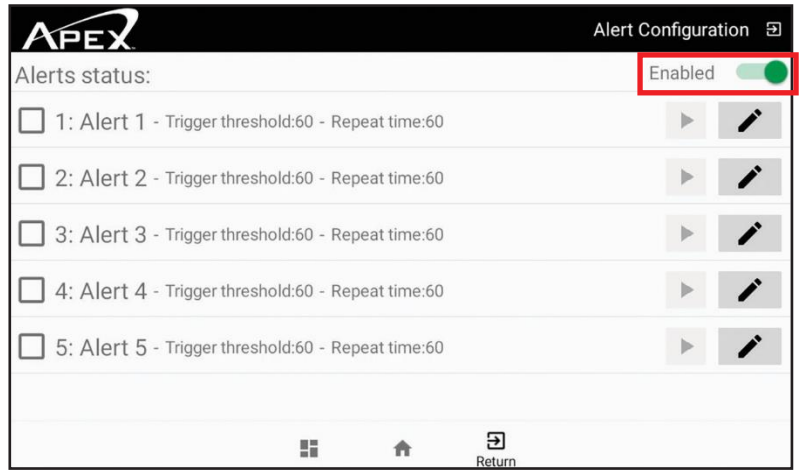 APEX
Alert Configuration
Alerts status:
Enabled
1: Alert 1 - Trigger threshold:60 - Repeat time:60
2: Alert 2 - Trigger threshold:60 - Repeat time:60
3: Alert 3 - Trigger threshold:60 - Repeat time:60
4: Alert 4 - Trigger threshold:60 - Repeat time:60
5: Alert 5 - Trigger threshold:60 - Repeat time:60
Return